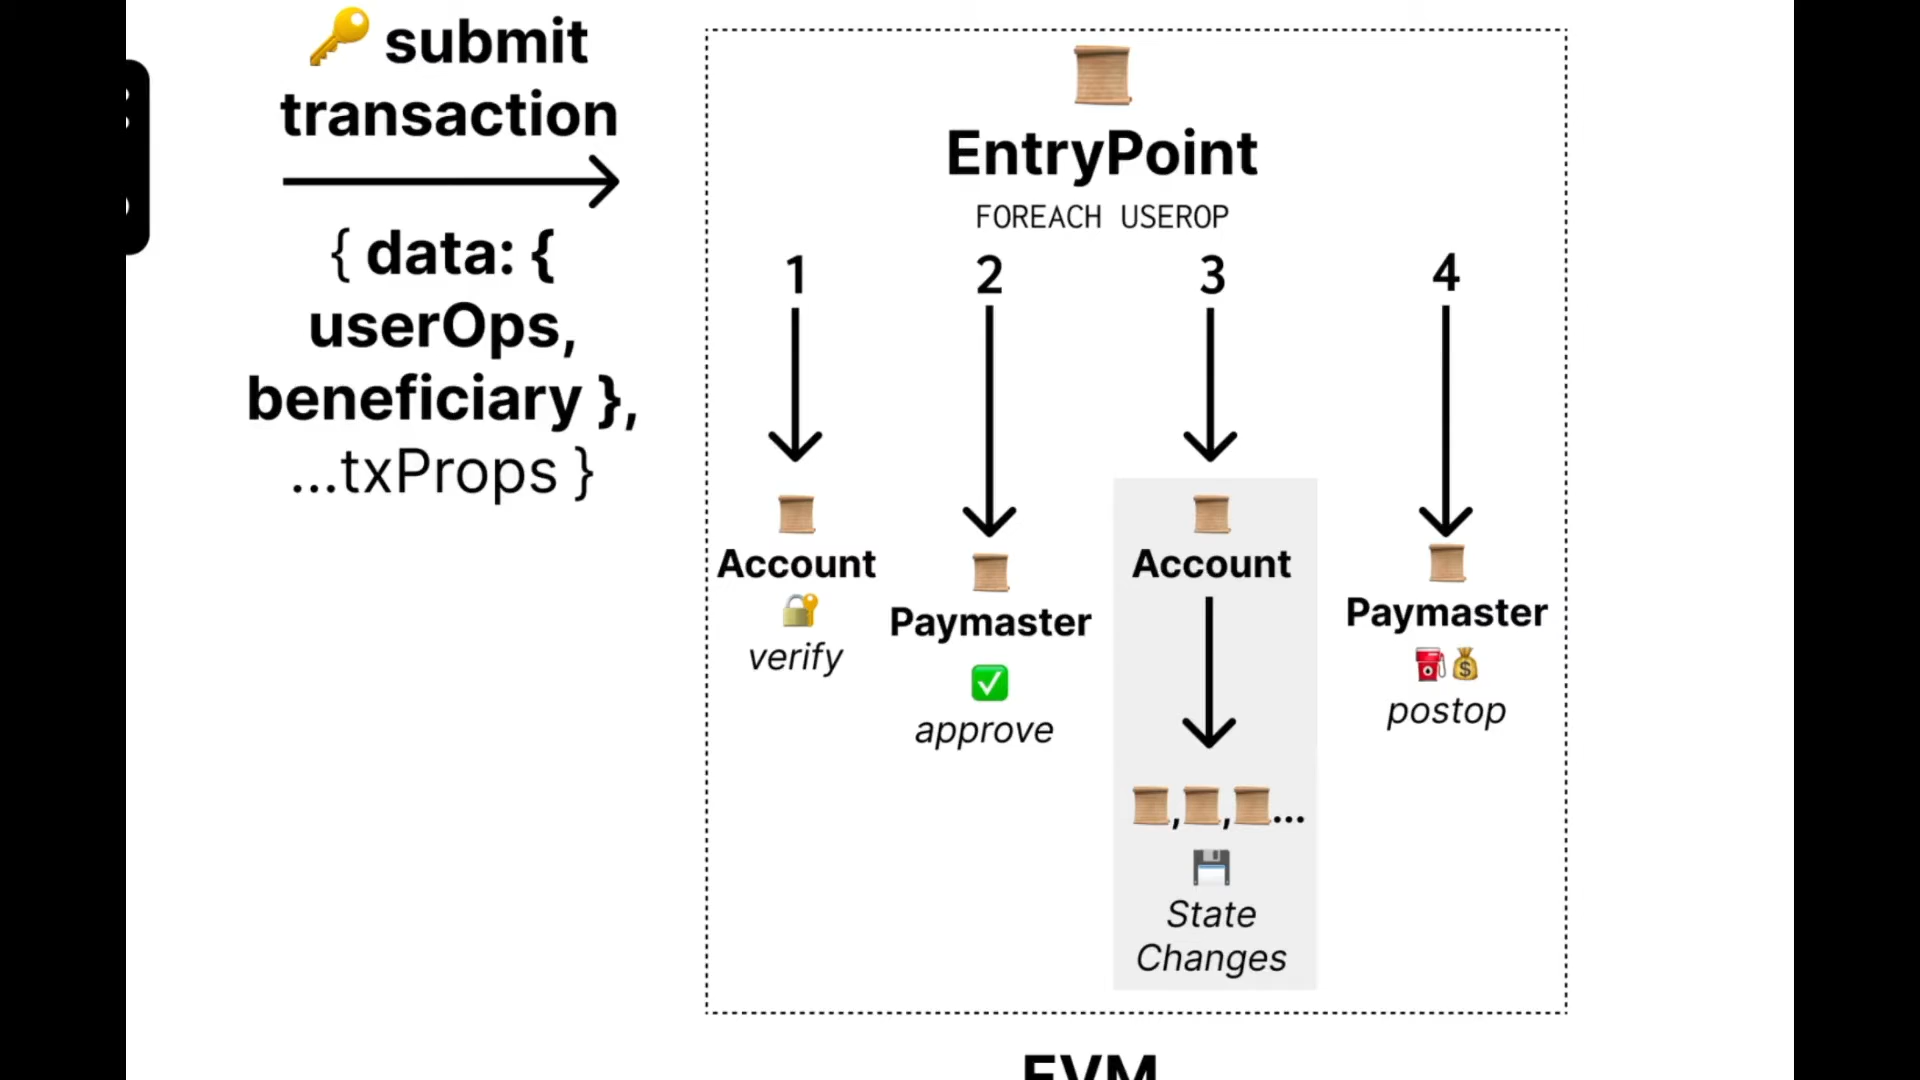 🔑 submit
transaction
{ data: {
userOps,
beneficiary },
...txProps }
EntryPoint
FOREACH USEROP
1
2
3
4
Account
verify
Paymaster
approve
Account
, , ...
State
Changes
Paymaster
$
postop
EVM